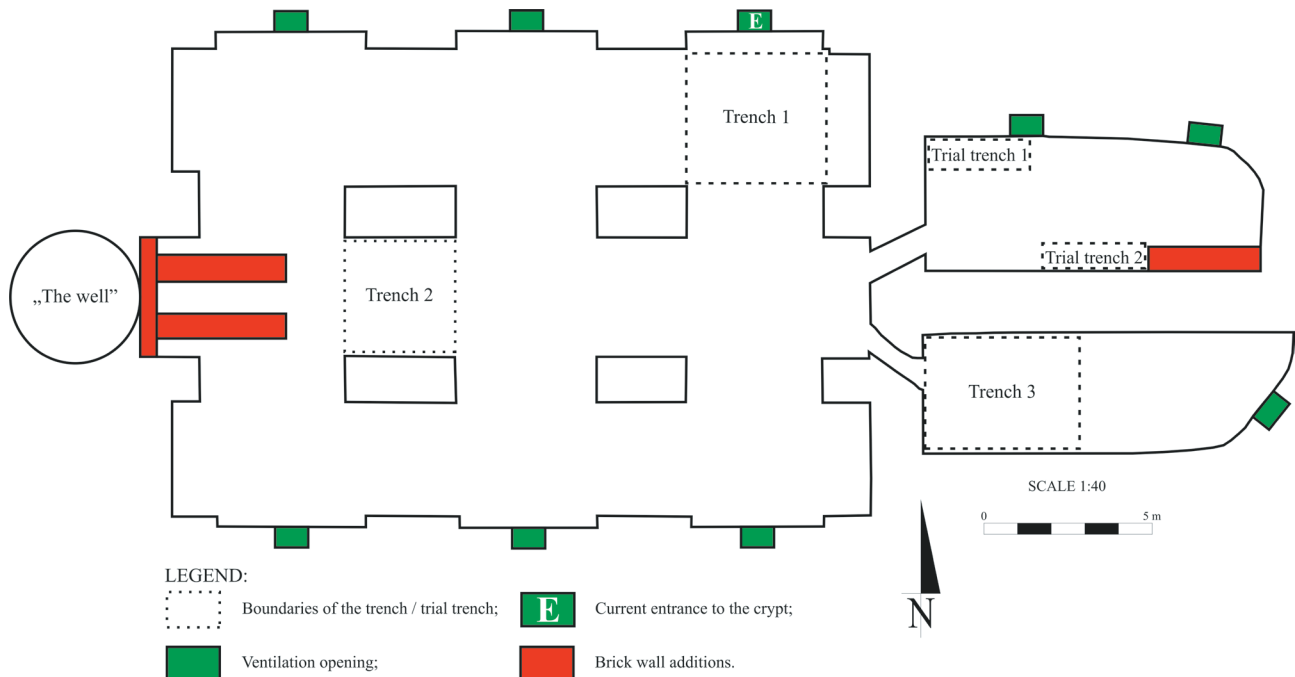 E
Trench 1
Trial trench 1
Trial trench 2
„The well”
Trench 2
Trench 3
SCALE 1:40
0 5 m
N
LEGEND:
Boundaries of the trench / trial trench;
E Current entrance to the crypt;
Ventilation opening;
Brick wall additions.